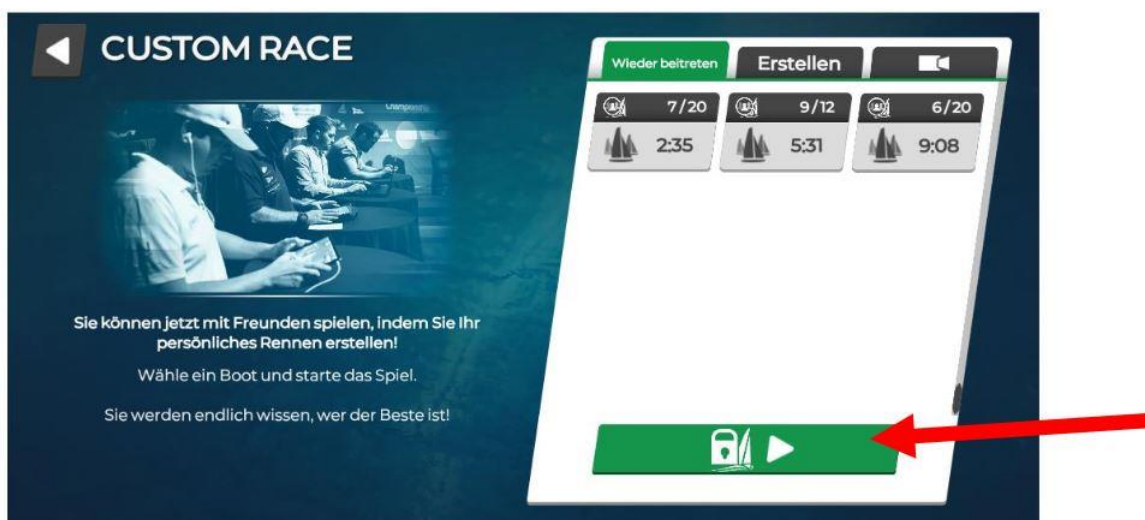 CUSTOM RACE
Wieder beitreten
Erstellen
7/20
9/12
6/20
2:35
5:31
9:08
Sie können jetzt mit Freunden spielen, indem Sie Ihr
persönliches Rennen erstellen!
Wähle ein Boot und starte das Spiel.
Sie werden endlich wissen, wer der Beste ist!